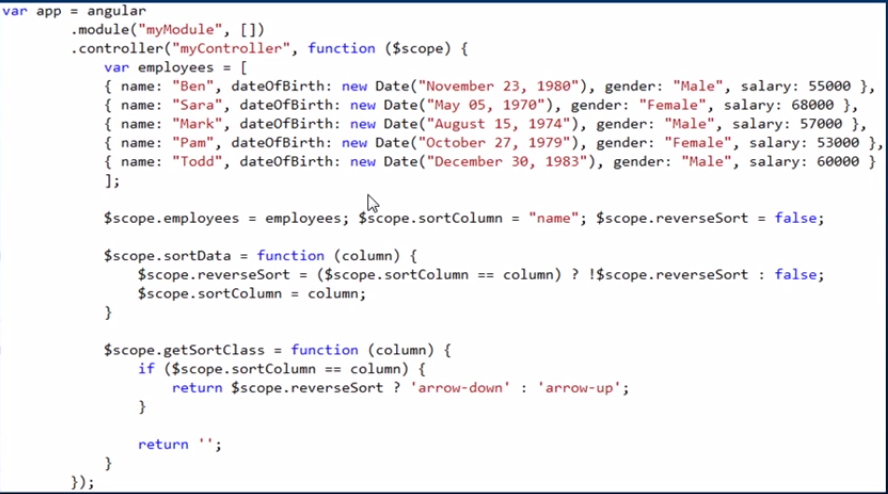 var app = angular
        .module("myModule", [])
        .controller("myController", function ($scope) {
            var employees = [
            { name: "Ben", dateOfBirth: new Date("November 23, 1980"), gender: "Male", salary: 55000 },
            { name: "Sara", dateOfBirth: new Date("May 05, 1970"), gender: "Female", salary: 68000 },
            { name: "Mark", dateOfBirth: new Date("August 15, 1974"), gender: "Male", salary: 57000 },
            { name: "Pam", dateOfBirth: new Date("October 27, 1979"), gender: "Female", salary: 53000 },
            { name: "Todd", dateOfBirth: new Date("December 30, 1983"), gender: "Male", salary: 60000 }
            ];

            $scope.employees = employees; $scope.sortColumn = "name"; $scope.reverseSort = false;

            $scope.sortData = function (column) {
                $scope.reverseSort = ($scope.sortColumn == column) ? !$scope.reverseSort : false;
                $scope.sortColumn = column;
            }

            $scope.getSortClass = function (column) {
                if ($scope.sortColumn == column) {
                    return $scope.reverseSort ? 'arrow-down' : 'arrow-up';
                }

                return '';
            }
        });